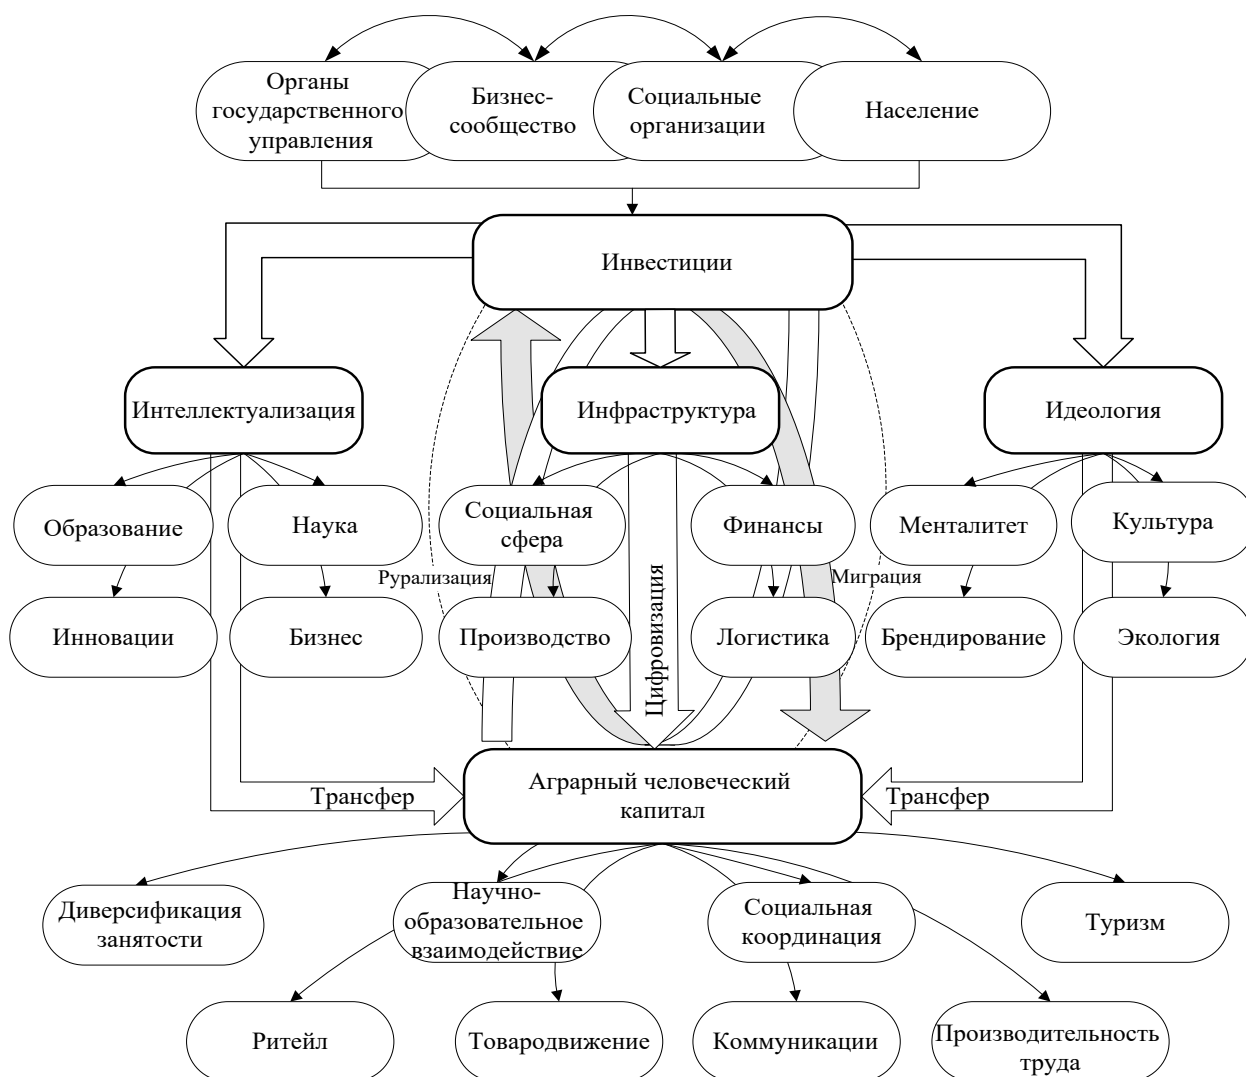 Органы
государственного
управления
Бизнес-
сообщество
Социальные
организации
Население
Инвестиции
Интеллектуализация
Инфраструктура
Идеология
Образование
Наука
Социальная
сфера
Финансы
Менталитет
Культура
Рурализация
Цифровизация
Миграция
Инновации
Бизнес
Производство
Логистика
Брендирование
Экология
Трансфер
Аграрный человеческий
капитал
Трансфер
Диверсификация
занятости
Научно-
образовательное
взаимодействие
Социальная
координация
Туризм
Ритейл
Товародвижение
Коммуникации
Производительность
труда